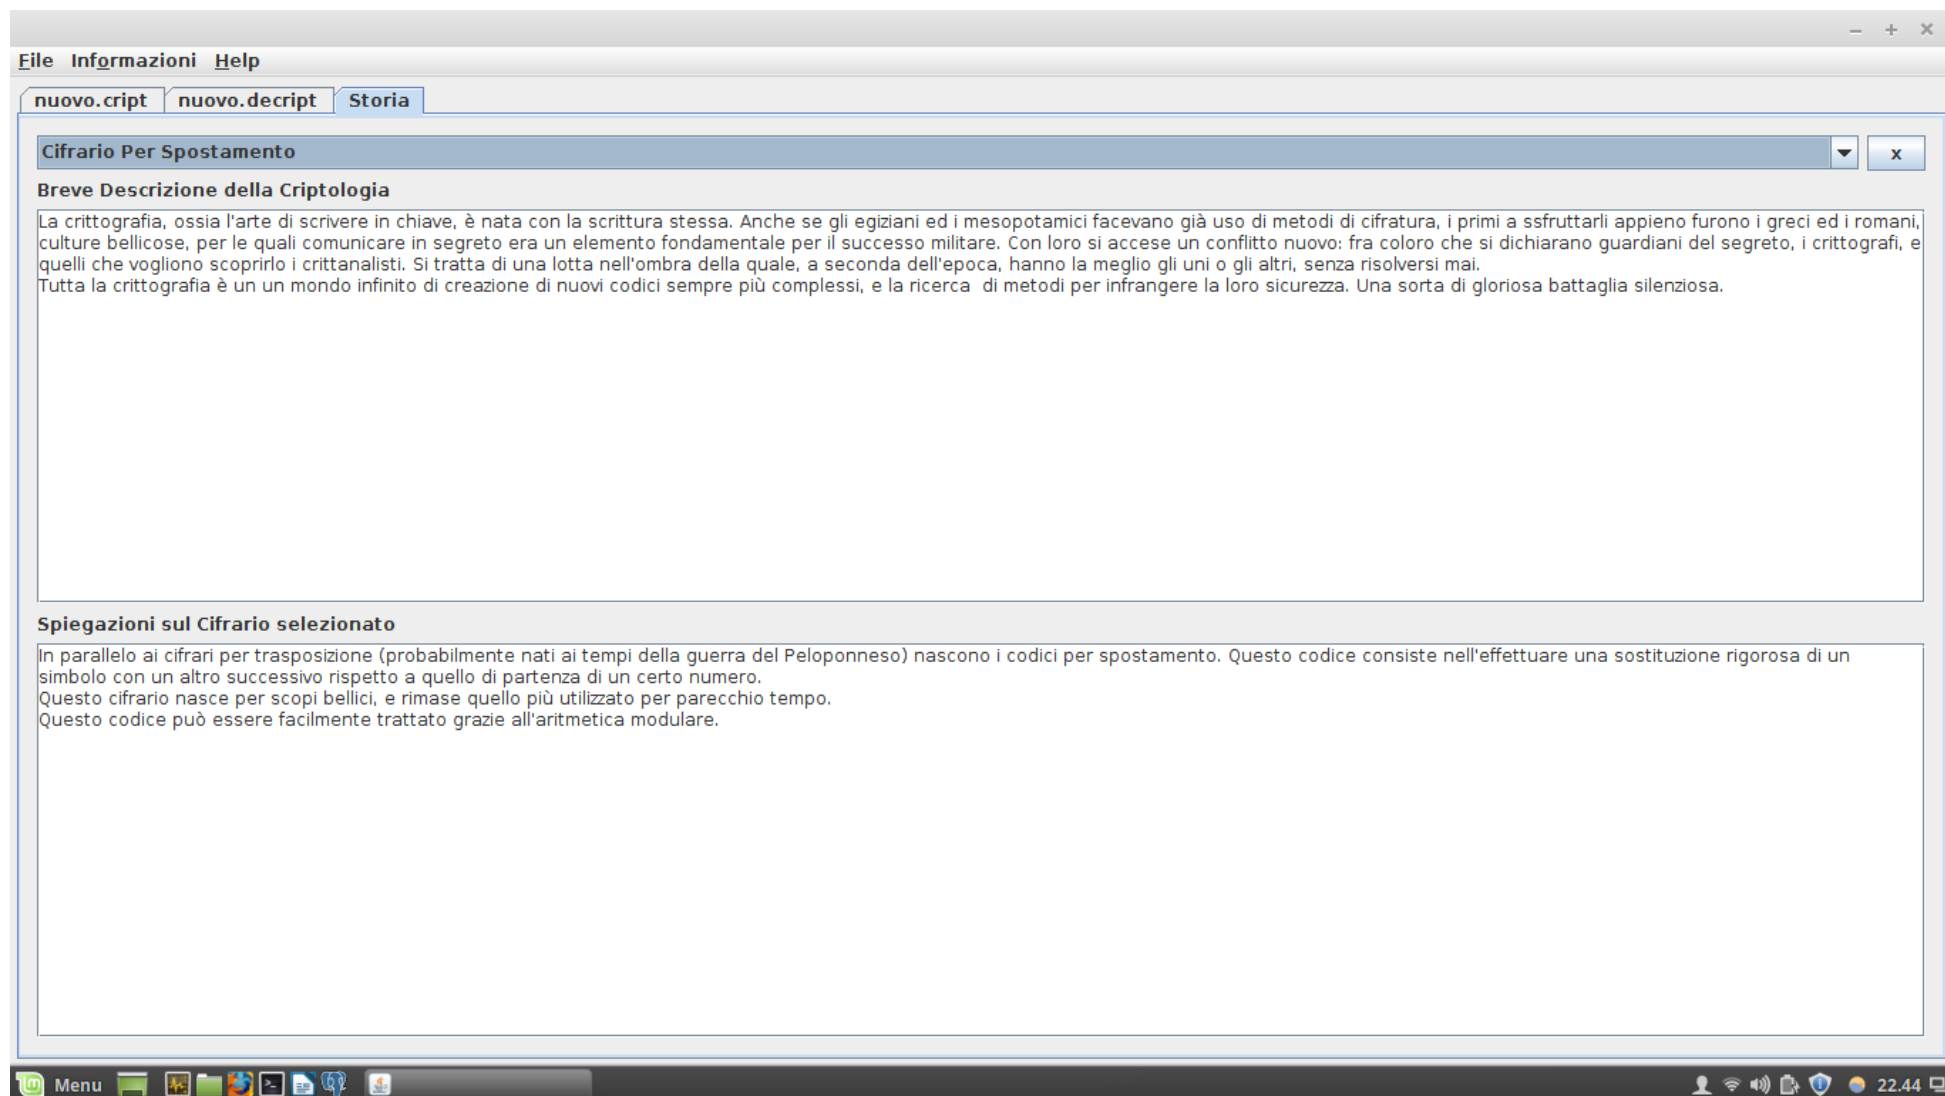 – + ×
File Informazioni Help
nuovo.cript nuovo.decript Storia
Cifrario Per Spostamento x
Breve Descrizione della Criptologia
La crittografia, ossia l'arte di scrivere in chiave, è nata con la scrittura stessa. Anche se gli egiziani ed i mesopotamici facevano già uso di metodi di cifratura, i primi a ssfruttarli appieno furono i greci ed i romani,
culture bellicose, per le quali comunicare in segreto era un elemento fondamentale per il successo militare. Con loro si accese un conflitto nuovo: fra coloro che si dichiarano guardiani del segreto, i crittografi, e
quelli che vogliono scoprirlo i crittanalisti. Si tratta di una lotta nell'ombra della quale, a seconda dell'epoca, hanno la meglio gli uni o gli altri, senza risolversi mai.
Tutta la crittografia è un un mondo infinito di creazione di nuovi codici sempre più complessi, e la ricerca  di metodi per infrangere la loro sicurezza. Una sorta di gloriosa battaglia silenziosa.
Spiegazioni sul Cifrario selezionato
In parallelo ai cifrari per trasposizione (probabilmente nati ai tempi della guerra del Peloponneso) nascono i codici per spostamento. Questo codice consiste nell'effettuare una sostituzione rigorosa di un
simbolo con un altro successivo rispetto a quello di partenza di un certo numero.
Questo cifrario nasce per scopi bellici, e rimase quello più utilizzato per parecchio tempo.
Questo codice può essere facilmente trattato grazie all'aritmetica modulare.
Menu 22.44